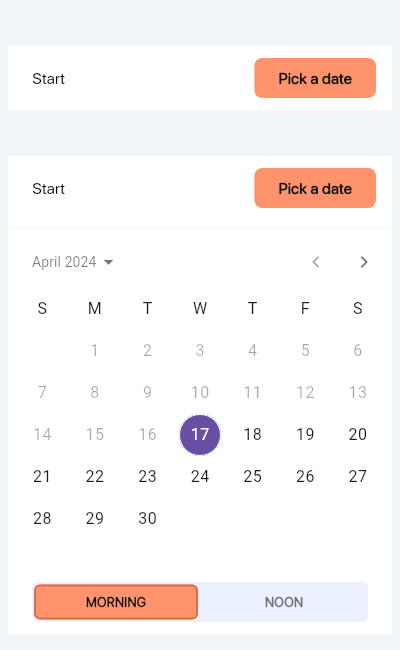 Start Pick a date
Start Pick a date
April 2024
S M T W T F S
1 2 3 4 5 6
7 8 9 10 11 12 13
14 15 16 17 18 19 20
21 22 23 24 25 26 27
28 29 30
MORNING NOON